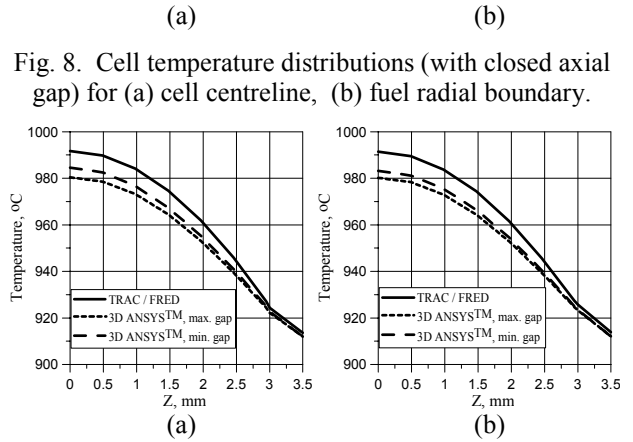 (a) (b)
Fig. 8. Cell temperature distributions (with closed axial
gap) for (a) cell centreline, (b) fuel radial boundary.
Temperature, oC
1000
980
960
940
920
900
TRAC / FRED
3D ANSYS™, max. gap
3D ANSYS™, min. gap
0 0.5 1 1.5 2 2.5 3 3.5
Z, mm
(a)
Temperature, oC
1000
980
960
940
920
900
TRAC / FRED
3D ANSYS™, max. gap
3D ANSYS™, min. gap
0 0.5 1 1.5 2 2.5 3 3.5
Z, mm
(b)